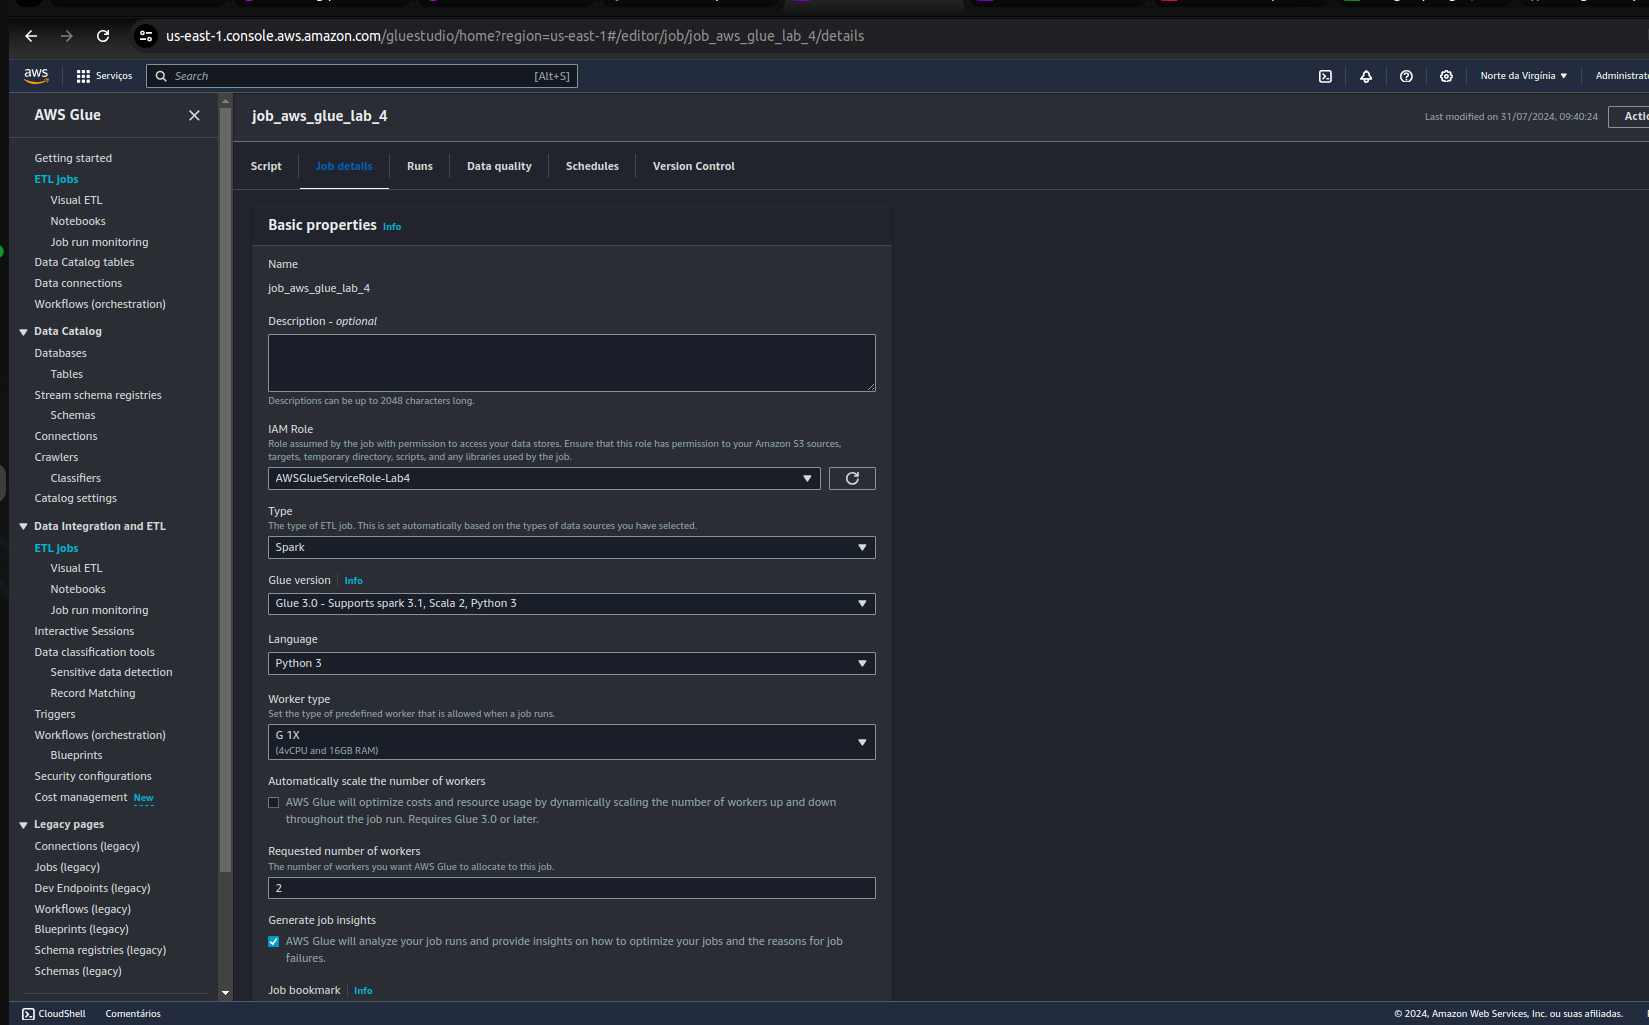 us-east-1.console.aws.amazon.com/gluestudio/home?region=us-east-1#/editor/job/job_aws_glue_lab_4/details
aws
Serviços
Search
[Alt+S]
Norte da Virgínia
Administrat
AWS Glue
Getting started
ETL jobs
Visual ETL
Notebooks
Job run monitoring
Data Catalog tables
Data connections
Workflows (orchestration)
Data Catalog
Databases
Tables
Stream schema registries
Schemas
Connections
Crawlers
Classifiers
Catalog settings
Data Integration and ETL
ETL jobs
Visual ETL
Notebooks
Job run monitoring
Interactive Sessions
Data classification tools
Sensitive data detection
Record Matching
Triggers
Workflows (orchestration)
Blueprints
Security configurations
Cost management New
Legacy pages
Connections (legacy)
Jobs (legacy)
Dev Endpoints (legacy)
Workflows (legacy)
Blueprints (legacy)
Schema registries (legacy)
Schemas (legacy)
job_aws_glue_lab_4
Last modified on 31/07/2024, 09:40:24
Actio
Script
Job details
Runs
Data quality
Schedules
Version Control
Basic properties Info
Name
job_aws_glue_lab_4
Description - optional
Descriptions can be up to 2048 characters long.
IAM Role
Role assumed by the job with permission to access your data stores. Ensure that this role has permission to your Amazon S3 sources,
targets, temporary directory, scripts, and any libraries used by the job.
AWSGlueServiceRole-Lab4
Type
The type of ETL job. This is set automatically based on the types of data sources you have selected.
Spark
Glue version Info
Glue 3.0 - Supports spark 3.1, Scala 2, Python 3
Language
Python 3
Worker type
Set the type of predefined worker that is allowed when a job runs.
G 1X
(4vCPU and 16GB RAM)
Automatically scale the number of workers
AWS Glue will optimize costs and resource usage by dynamically scaling the number of workers up and down
throughout the job run. Requires Glue 3.0 or later.
Requested number of workers
The number of workers you want AWS Glue to allocate to this job.
2
Generate job insights
AWS Glue will analyze your job runs and provide insights on how to optimize your jobs and the reasons for job
failures.
Job bookmark Info
CloudShell
Comentários
© 2024, Amazon Web Services, Inc. ou suas afiliadas.